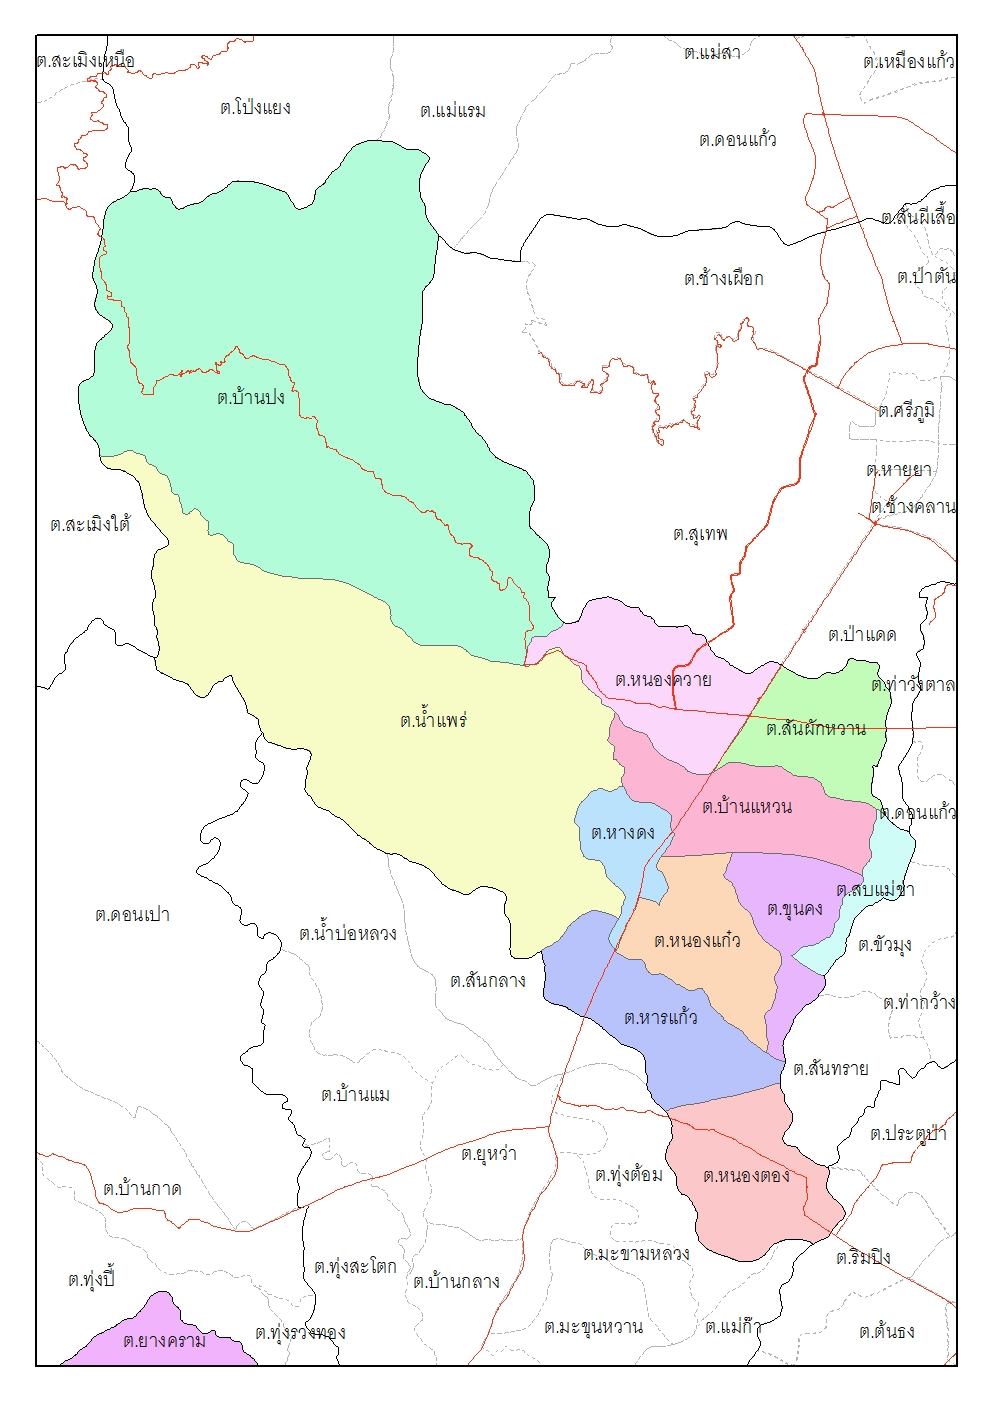 ต.แม่สา
ต.สะเมิงเหนือ
ต.เหมืองแก้ว
ต.โป่งแยง
ต.แม่แรม
ต.ดอนแก้ว
ต.สันผีเสื้อ
ต.ช้างเผือก
ต.ป่าตัน
ต.บ้านปง
ต.ศรีภูมิ
ต.หายยา
ต.ช้างคลาน
ต.สะเมิงใต้
ต.สุเทพ
ต.ป่าแดด
ต.หนองควาย
ต.ท่าวังตาล
ต.น้ำแพร่
ต.สันผักหวาน
ต.บ้านแหวน
ต.ดอนแก้ว
ต.หางดง
ต.สบแม่ข่า
ต.ขุนคง
ต.ดอนเปา
ต.น้ำบ่อหลวง
ต.หนองแก๋ว
ต.ขัวมุง
ต.สันกลาง
ต.ท่ากว้าง
ต.หารแก้ว
ต.สันทราย
ต.บ้านแม
ต.ประตูป่า
ต.ยุหว่า
ต.ทุ่งต้อม
ต.หนองตอง
ต.บ้านกาด
ต.มะขามหลวง
ต.ริมปิง
ต.ทุ่งสะโตก
ต.ทุ่งปี้
ต.บ้านกลาง
ต.ยางคราม
ต.ทุ่งรวงทอง
ต.มะขุนหวาน
ต.แม่ก๊า
ต.ต้นธง